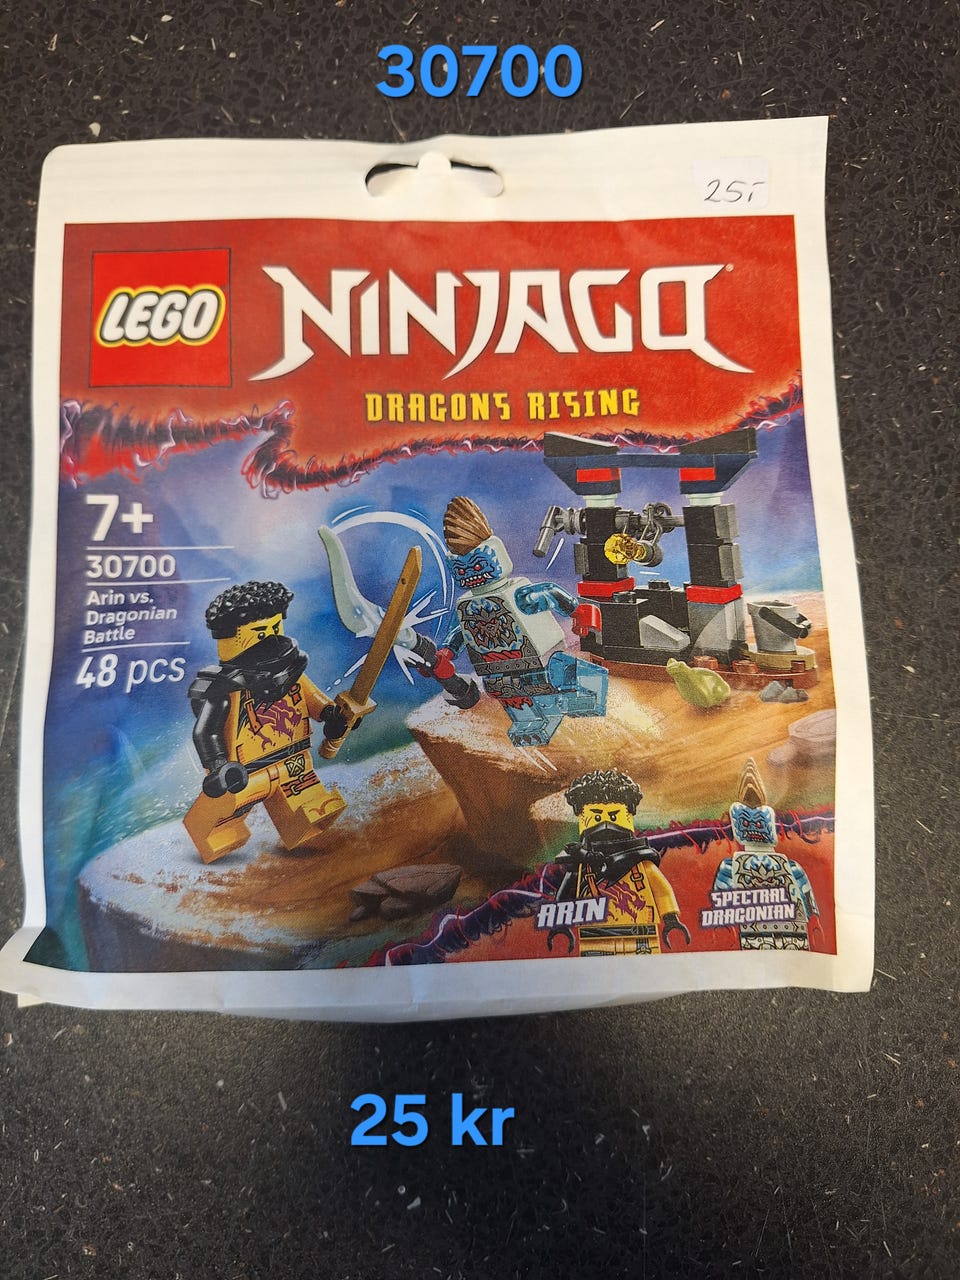 30700
25,-
LEGO
NINJAGO®
DRAGONS RISING
7+
30700
Arin vs.
Dragonian
Battle
48 pcs
ARIN
SPECTRAL
DRAGONIAN
25 kr